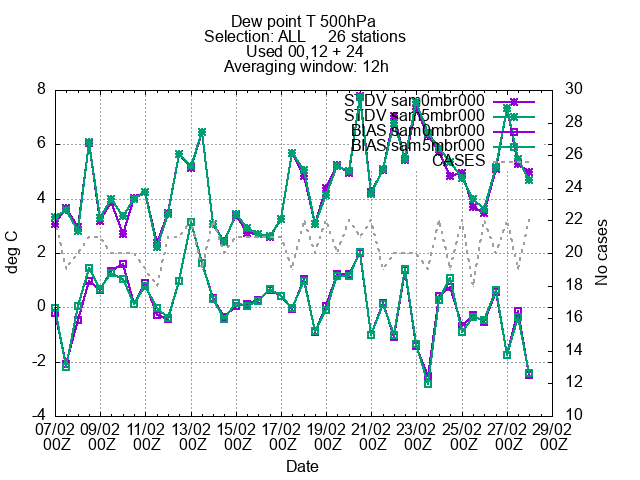 Dew point T 500hPa
Selection: ALL 26 stations
Used 00,12 + 24
Averaging window: 12h
8 30
STDV sam0mbr000
STDV sam5mbr000
BIAS sam0mbr000
BIAS sam5mbr000
CASES
28
6 26
24
4 22
deg C
No cases
2 20
18
0 16
14
-2 12
-4 10
07/02 09/02 11/02 13/02 15/02 17/02 19/02 21/02 23/02 25/02 27/02 29/02
00Z 00Z 00Z 00Z 00Z 00Z 00Z 00Z 00Z 00Z 00Z 00Z
Date